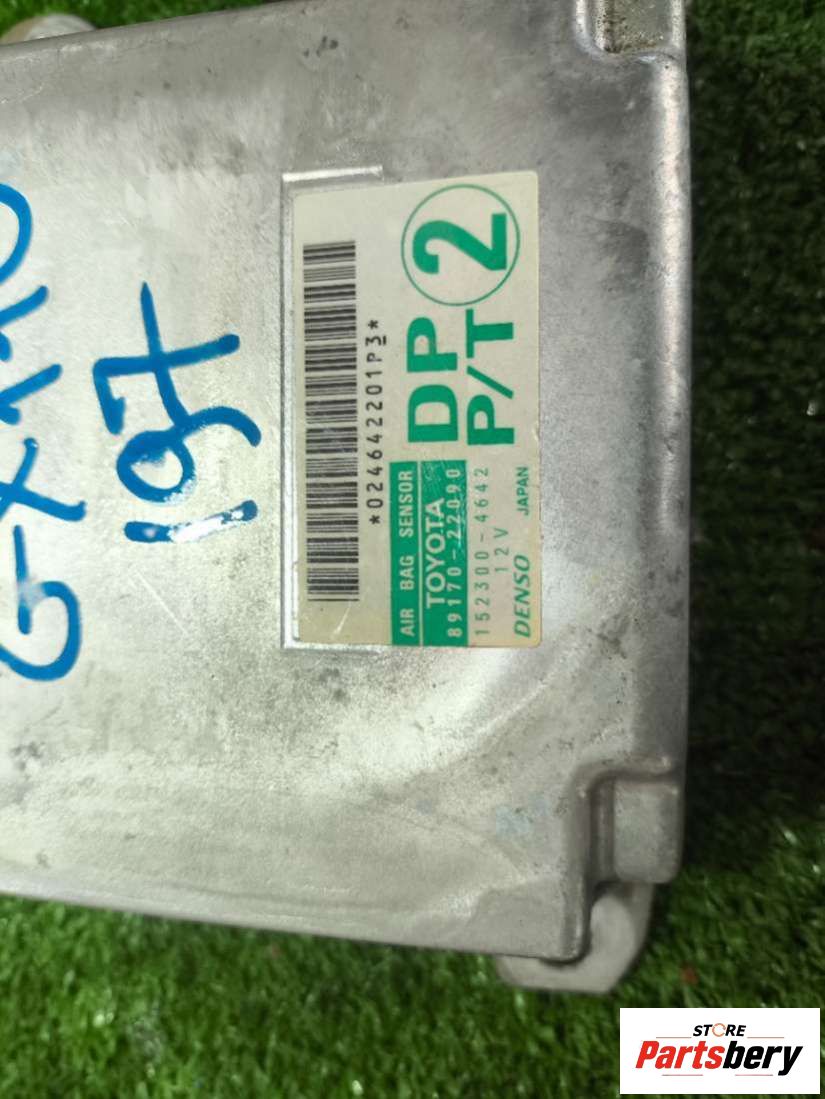 *024642201P3*
AIR BAG SENSOR
TOYOTA
89170-22090
152300-4642
12V
DENSO JAPAN
DP
P/T
2
197
STORE
Partsbery